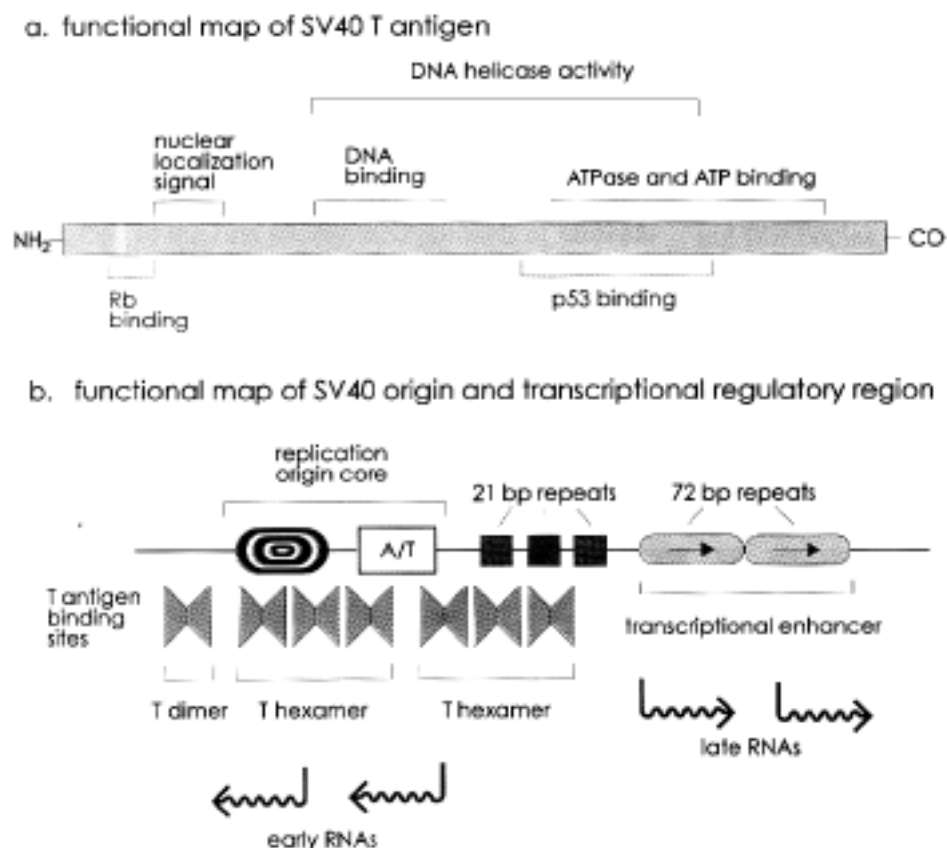 a. functional map of SV40 T antigen
DNA helicase activity
nuclear
localization
signal
DNA
binding
ATPase and ATP binding
NH2
CO
Rb
binding
p53 binding
b. functional map of SV40 origin and transcriptional regulatory region
replication
origin core
21 bp repeats
72 bp repeats
A/T
T antigen
binding
sites
transcriptional enhancer
T dimer
T hexamer
T hexamer
late RNAs
early RNAs